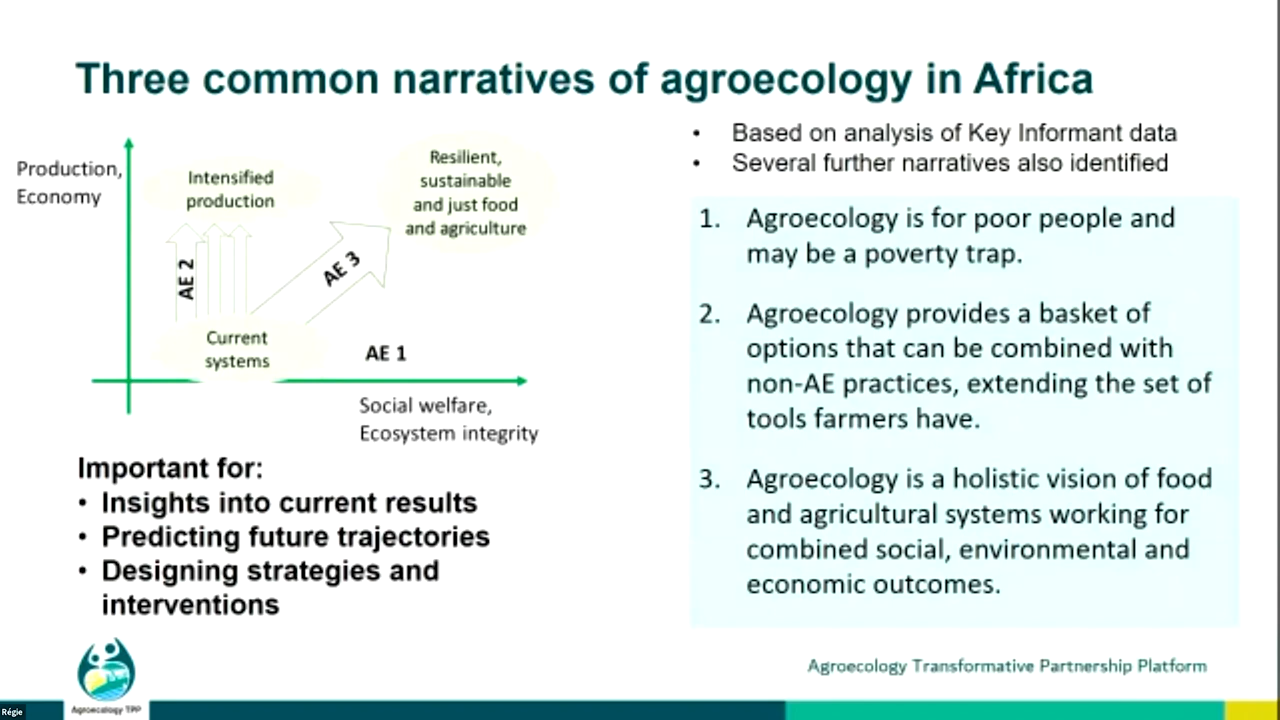 Three common narratives of agroecology in Africa
Production,
Economy
Intensified
production
Resilient,
sustainable
and just food
and agriculture
AE 2
AE 3
Current
systems
AE 1
Social welfare,
Ecosystem integrity
Important for:
• Insights into current results
• Predicting future trajectories
• Designing strategies and
interventions
• Based on analysis of Key Informant data
• Several further narratives also identified
1. Agroecology is for poor people and
may be a poverty trap.
2. Agroecology provides a basket of
options that can be combined with
non-AE practices, extending the set of
tools farmers have.
3. Agroecology is a holistic vision of food
and agricultural systems working for
combined social, environmental and
economic outcomes.
Agroecology Transformative Partnership Platform
Agroecology TPP
Régie